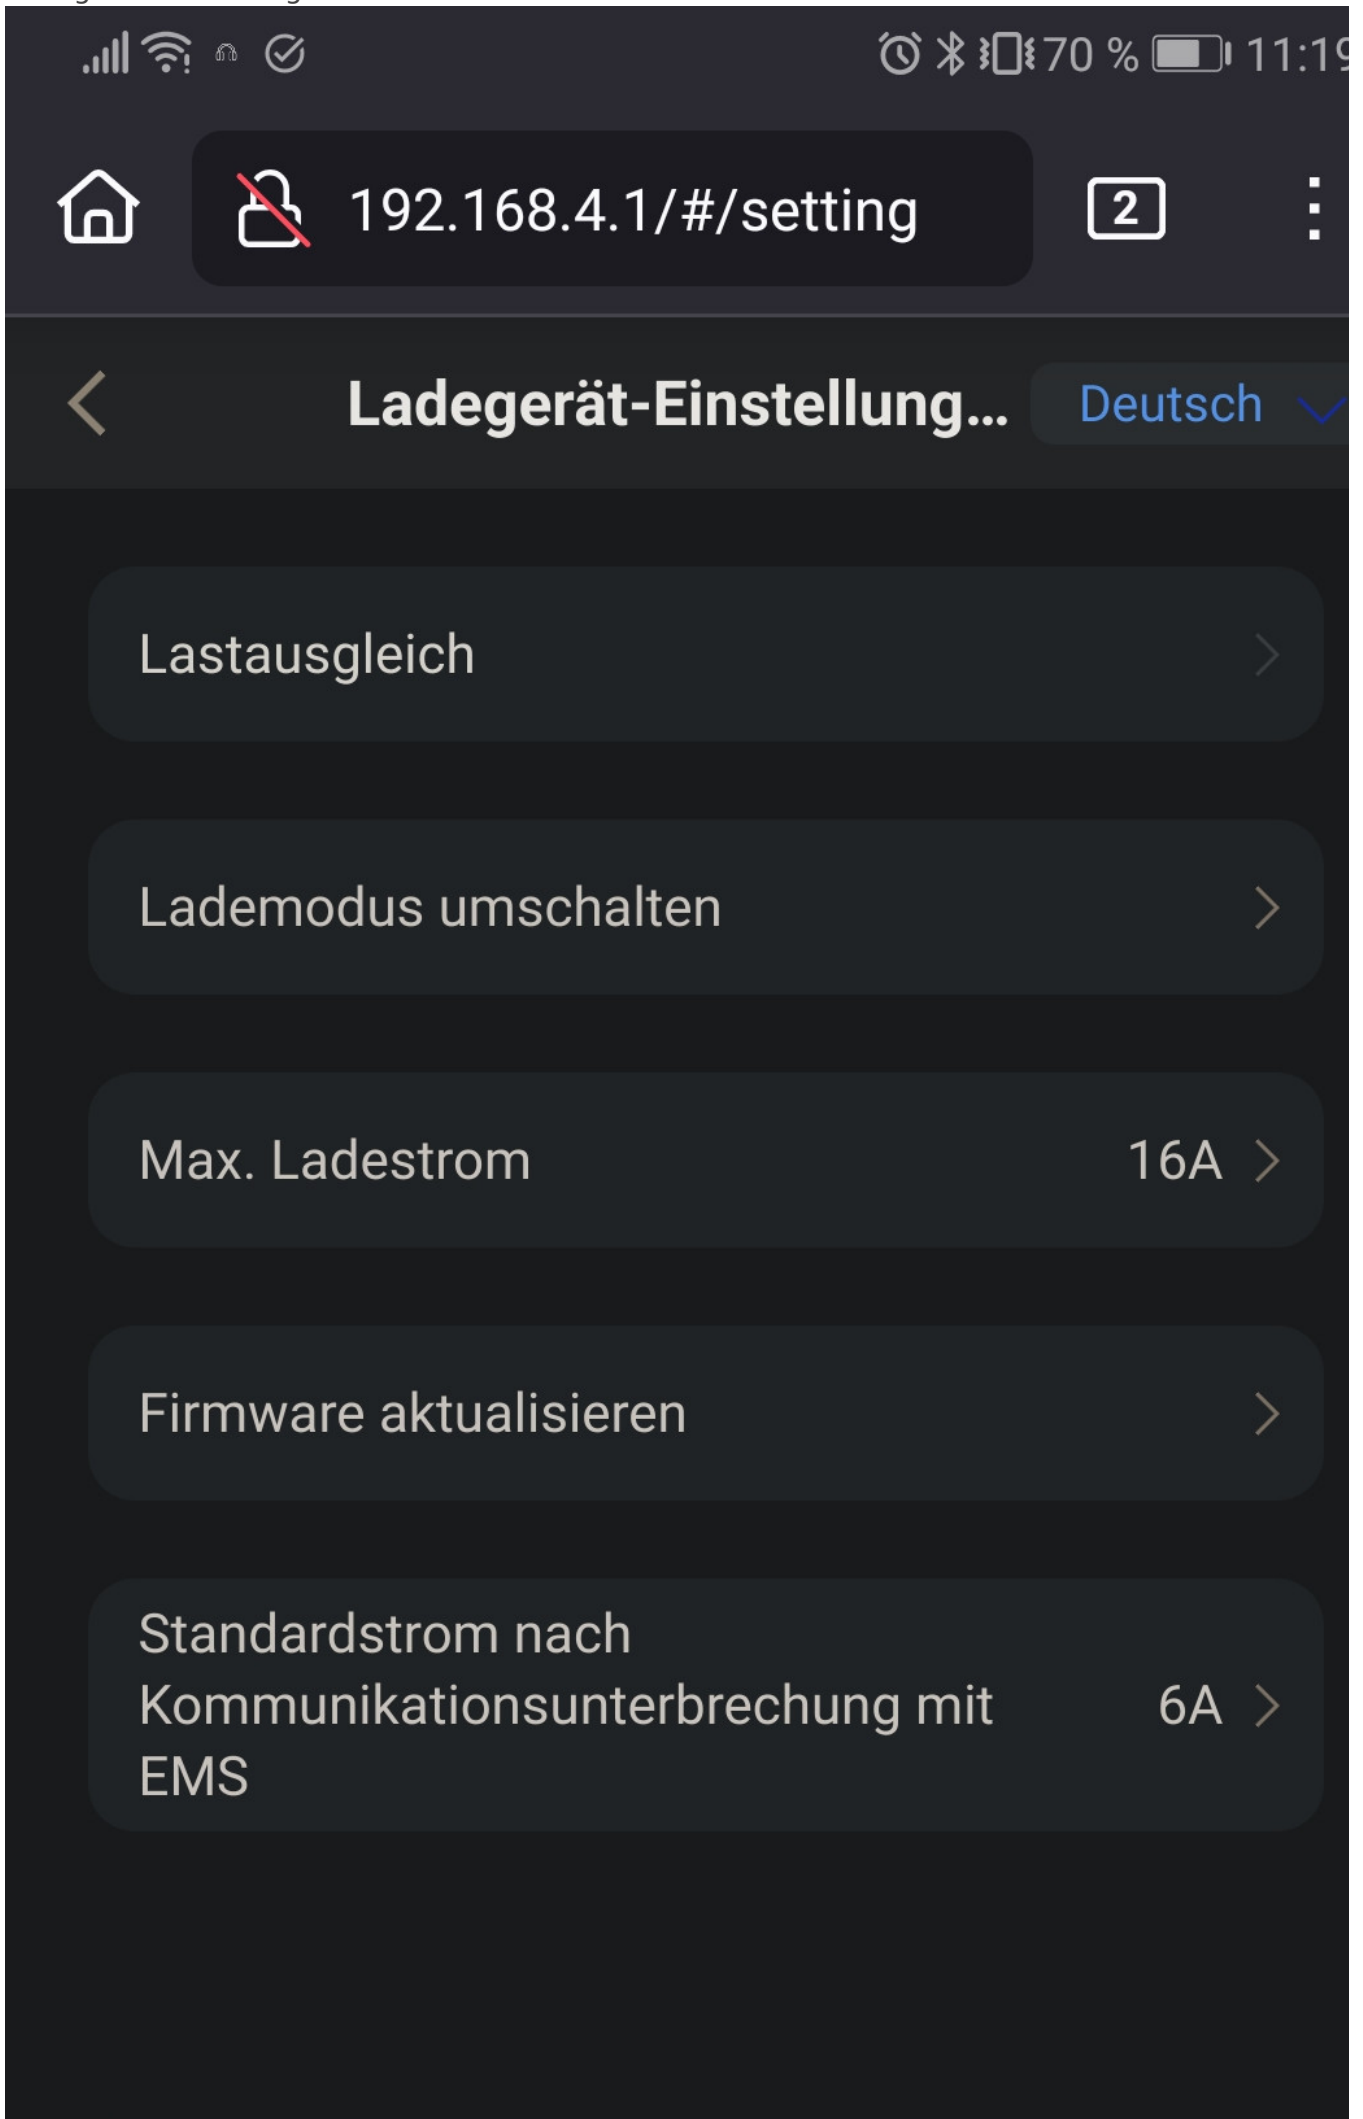 70 % 11:19
192.168.4.1/#/setting 2
Ladegerät-Einstellung... Deutsch
Lastausgleich
Lademodus umschalten
Max. Ladestrom 16A
Firmware aktualisieren
Standardstrom nach
Kommunikationsunterbrechung mit 6A
EMS